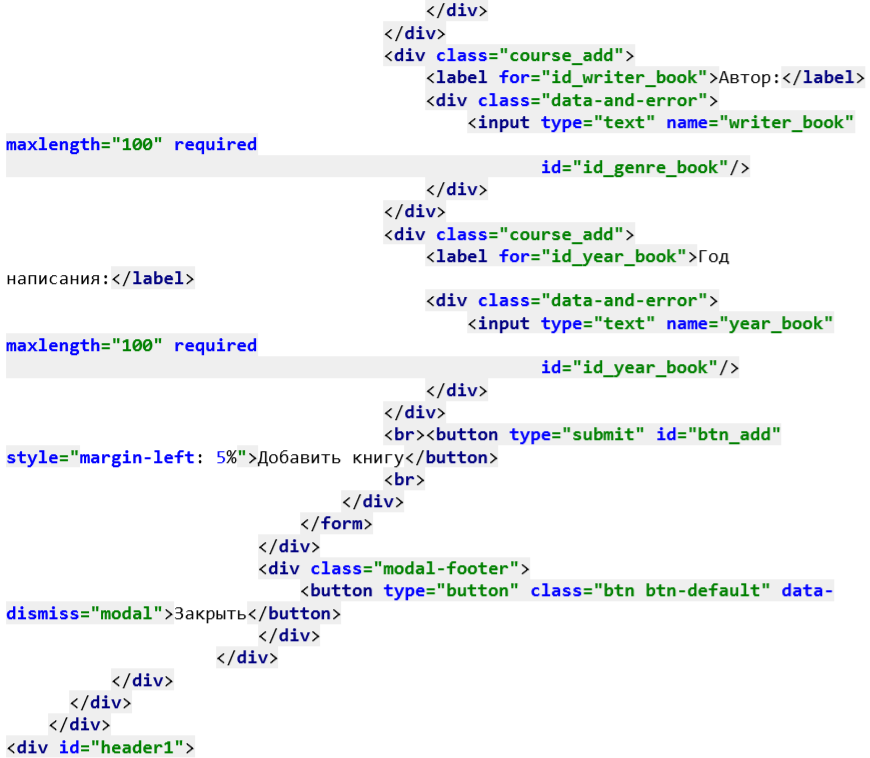 </div>
</div>
<div class="course_add">
<label for="id_writer_book">Автор:</label>
<div class="data-and-error">
<input type="text" name="writer_book"
maxlength="100" required
id="id_genre_book"/>
</div>
</div>
<div class="course_add">
<label for="id_year_book">Год
написания:</label>
<div class="data-and-error">
<input type="text" name="year_book"
maxlength="100" required
id="id_year_book"/>
</div>
</div>
<br><button type="submit" id="btn_add"
style="margin-left: 5%">Добавить книгу</button>
<br>
</div>
</form>
</div>
<div class="modal-footer">
<button type="button" class="btn btn-default" data-
dismiss="modal">Закрыть</button>
</div>
</div>
</div>
</div>
</div>
<div id="header1">